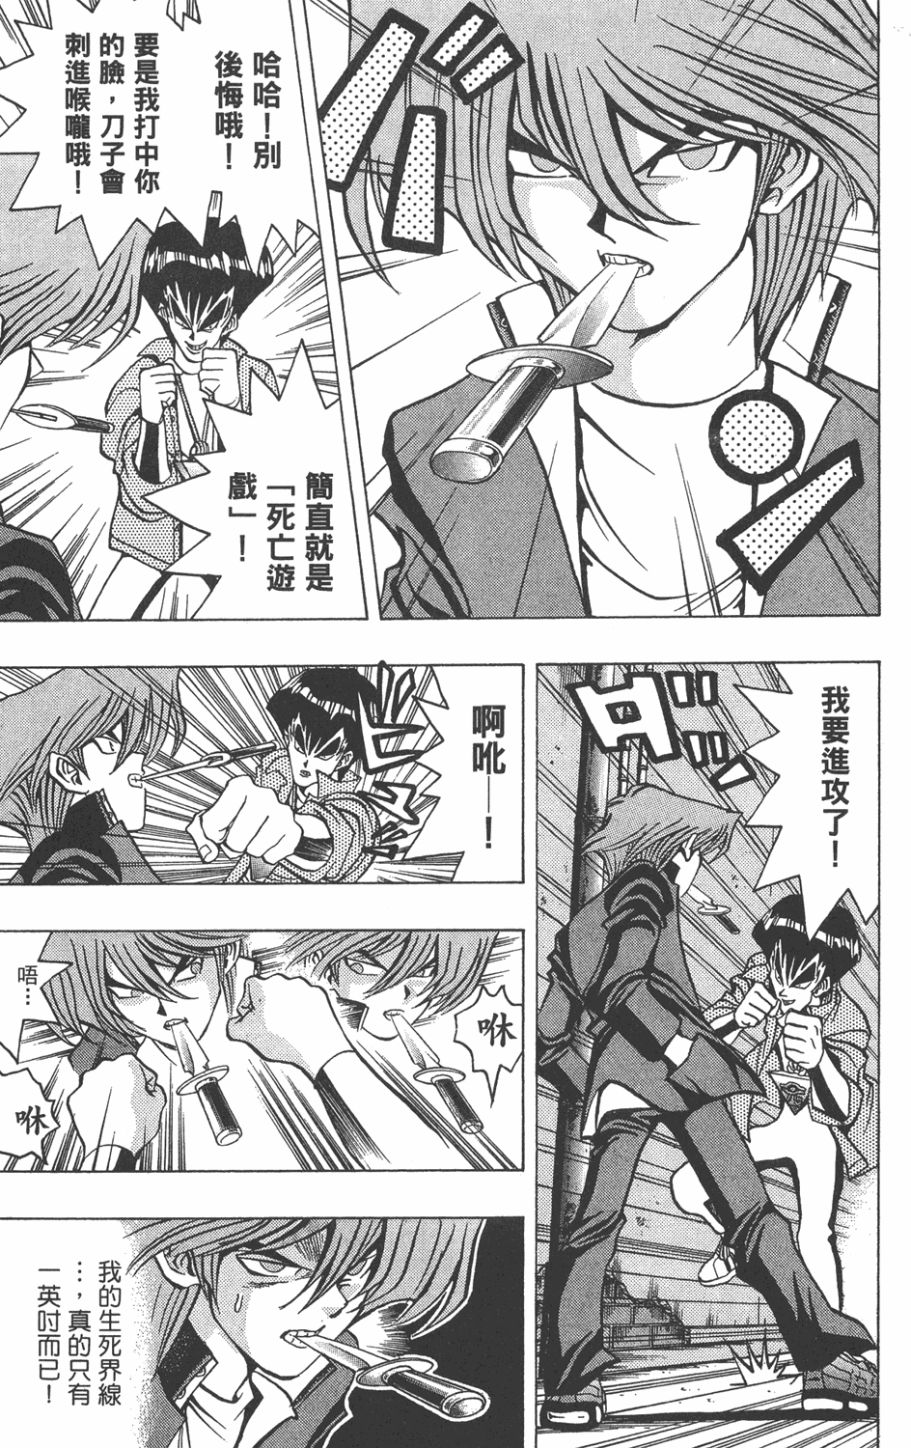 哈哈！別
後悔哦！
要是我打中你
的臉，刀子會
刺進喉嚨哦！
簡直就是
「死亡遊
戲」！
我要進攻了！
啊吪——！
咻
唔…
咻
我的生死界線
…，真的只有
一英吋而已！